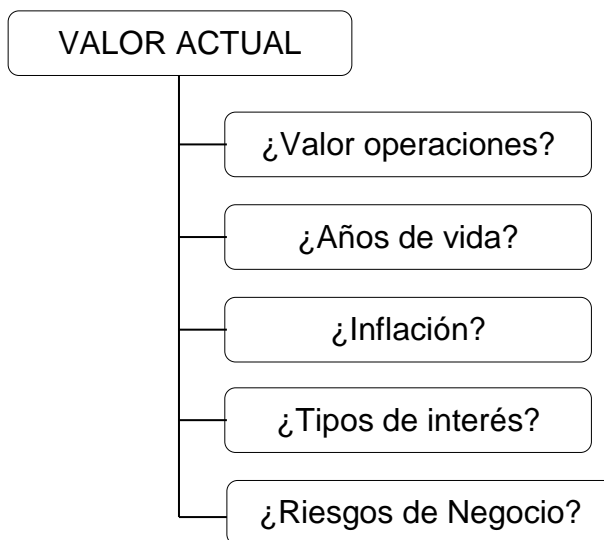 VALOR ACTUAL
¿Valor operaciones?
¿Años de vida?
¿Inflación?
¿Tipos de interés?
¿Riesgos de Negocio?